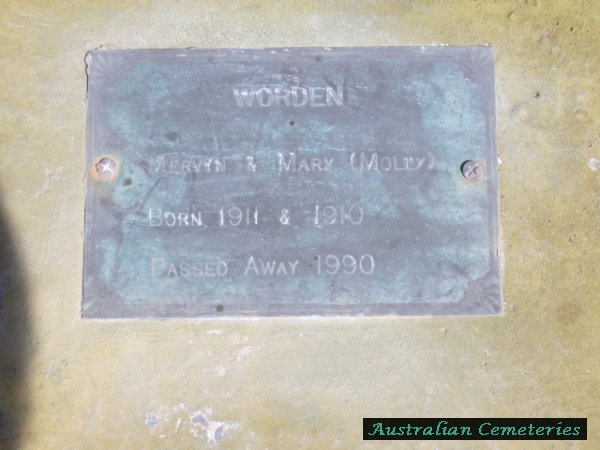 WORDEN
MERVYN & MARY (MOLLY)
BORN 1911 & 1910
PASSED AWAY 1990
Australian Cemeteries